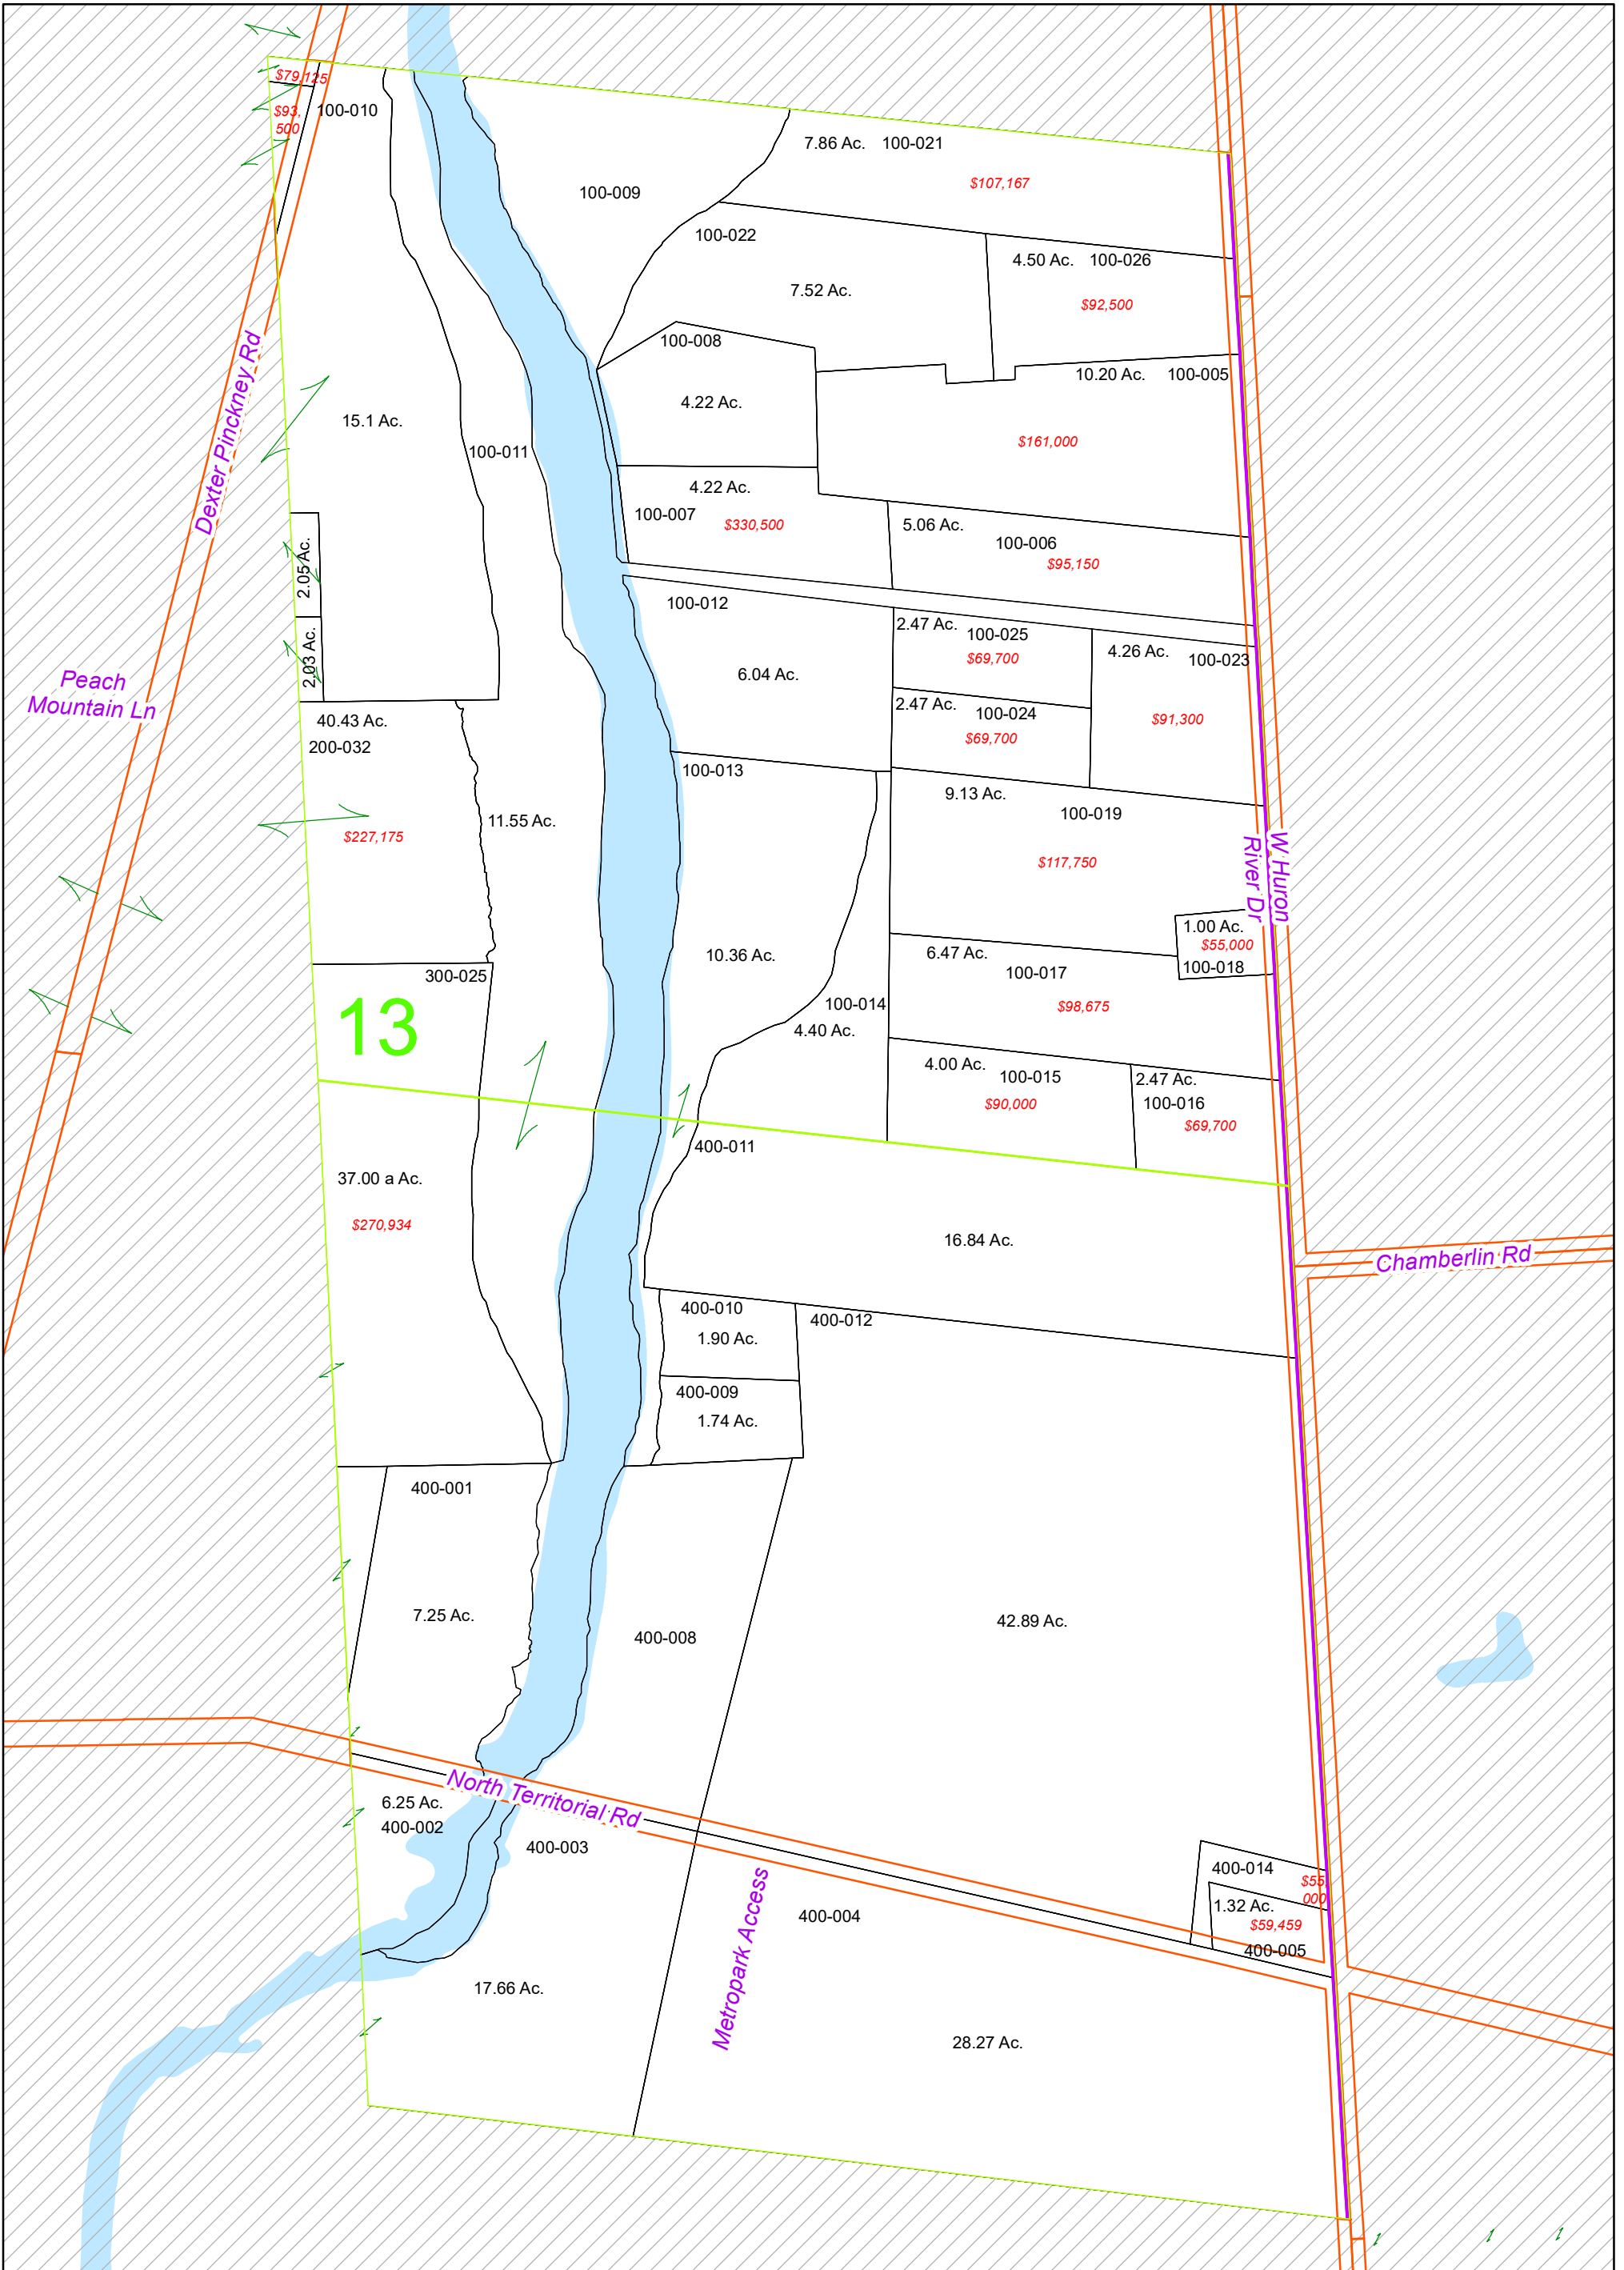 $79,125
$93,
500
100-010
7.86 Ac. 100-021
$107,167
100-009
100-022
7.52 Ac.
4.50 Ac. 100-026
$92,500
100-008
4.22 Ac.
10.20 Ac. 100-005
$161,000
15.1 Ac.
100-011
Dexter Pinckney Rd
4.22 Ac.
100-007 $330,500
5.06 Ac.
100-006
$95,150
2.05 Ac.
2.03 Ac.
100-012
6.04 Ac.
2.47 Ac.
100-025
$69,700
4.26 Ac. 100-023
$91,300
2.47 Ac.
100-024
$69,700
Peach
Mountain Ln
40.43 Ac.
200-032
$227,175
11.55 Ac.
100-013
10.36 Ac.
9.13 Ac.
100-019
$117,750
W Huron
River Dr
1.00 Ac.
$55,000
100-018
6.47 Ac.
100-017
$98,675
300-025
13
100-014
4.40 Ac.
4.00 Ac.
100-015
$90,000
2.47 Ac.
100-016
$69,700
400-011
37.00 a Ac.
$270,934
16.84 Ac.
Chamberlin Rd
400-010
1.90 Ac.
400-012
400-009
1.74 Ac.
400-001
7.25 Ac.
400-008
42.89 Ac.
North Territorial Rd
6.25 Ac.
400-002
400-003
17.66 Ac.
Metropark Access
400-004
28.27 Ac.
400-014
$55,
000
1.32 Ac.
$59,459
400-005